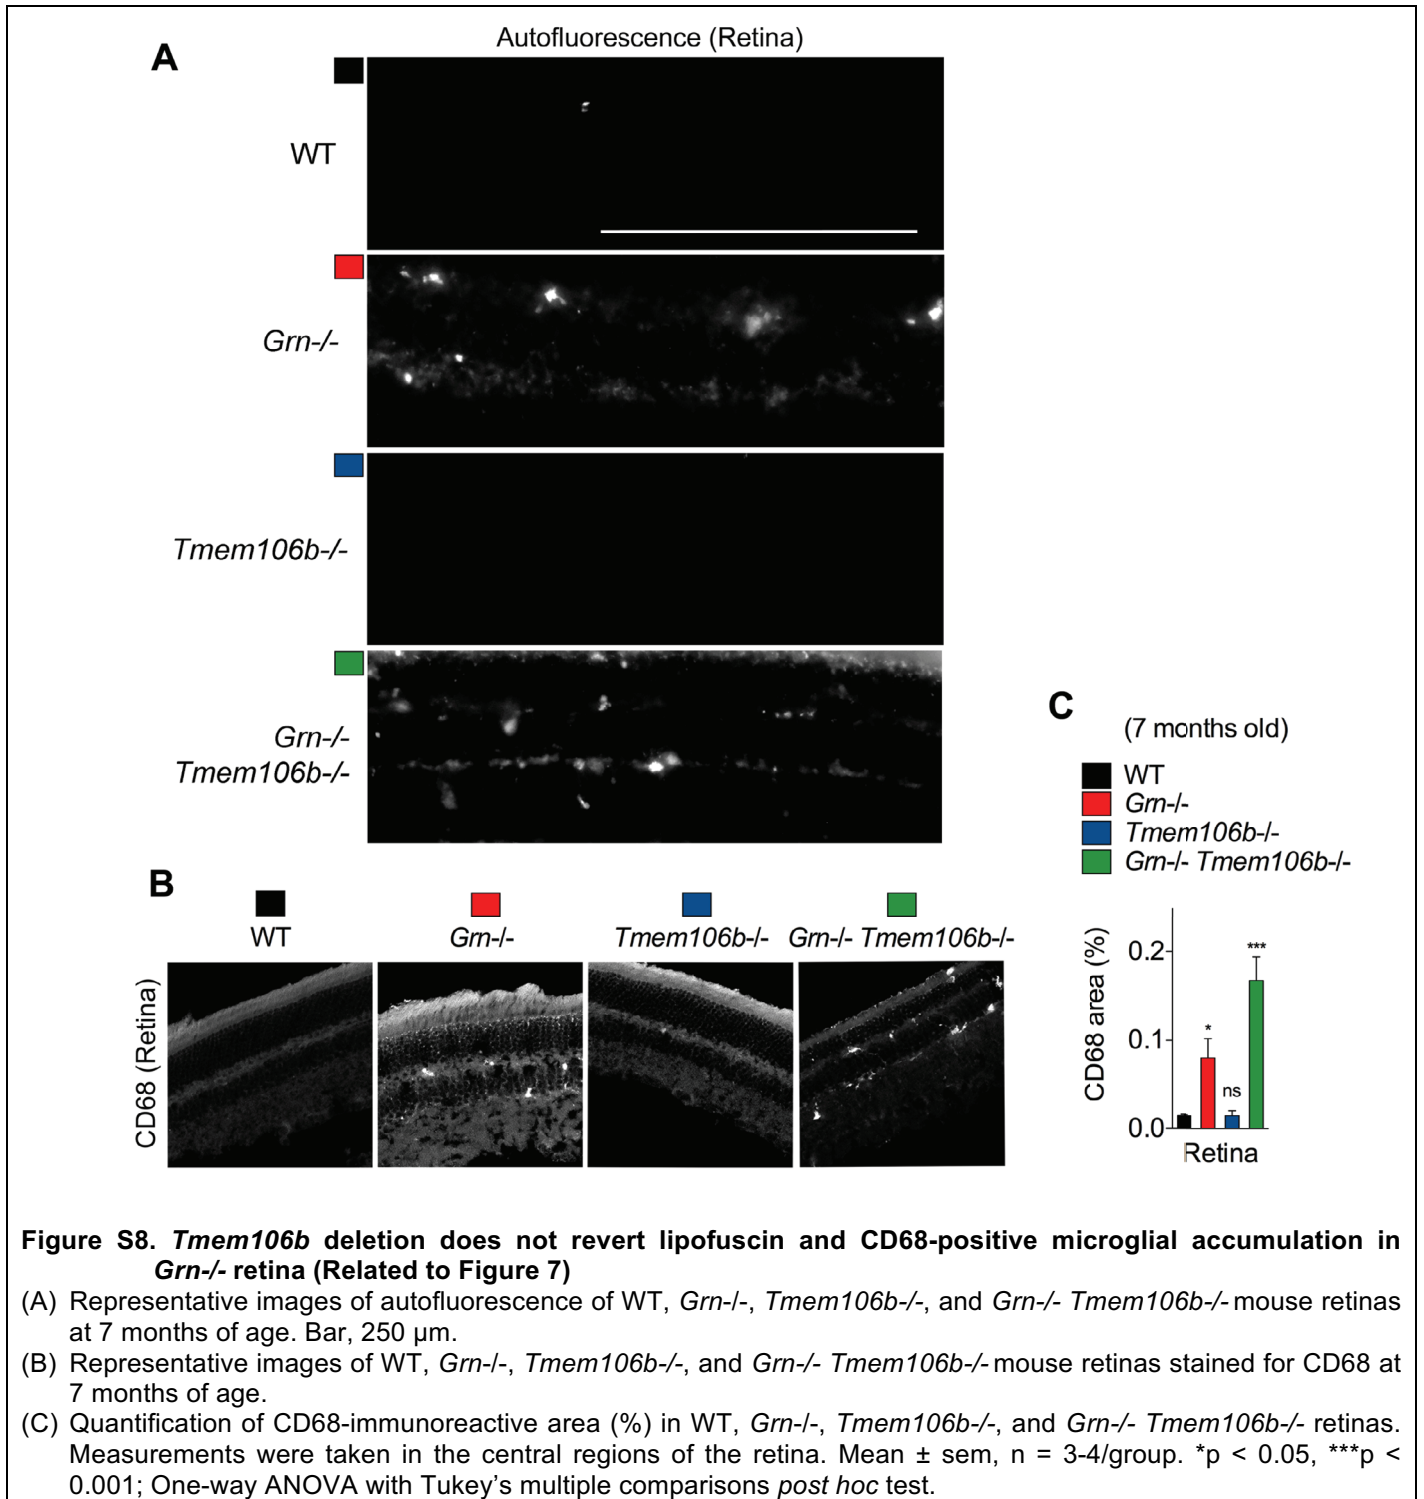 A
Autofluorescence (Retina)
WT
Grn-/-
Tmem106b-/-
Grn-/-
Tmem106b-/-
C
(7 months old)
WT
Grn-/-
Tmem106b-/-
Grn-/- Tmem106b-/-
B
WT
Grn-/-
Tmem106b-/-
Grn-/- Tmem106b-/-
CD68 (Retina)
CD68 area (%)
0.2
0.1
0.0
*
ns
***
Retina
Figure S8. Tmem106b deletion does not revert lipofuscin and CD68-positive microglial accumulation in
Grn-/- retina (Related to Figure 7)
(A) Representative images of autofluorescence of WT, Grn-/-, Tmem106b-/-, and Grn-/- Tmem106b-/- mouse retinas
at 7 months of age. Bar, 250 µm.
(B) Representative images of WT, Grn-/-, Tmem106b-/-, and Grn-/- Tmem106b-/- mouse retinas stained for CD68 at
7 months of age.
(C) Quantification of CD68-immunoreactive area (%) in WT, Grn-/-, Tmem106b-/-, and Grn-/- Tmem106b-/- retinas.
Measurements were taken in the central regions of the retina. Mean ± sem, n = 3-4/group. *p < 0.05, ***p <
0.001; One-way ANOVA with Tukey's multiple comparisons post hoc test.